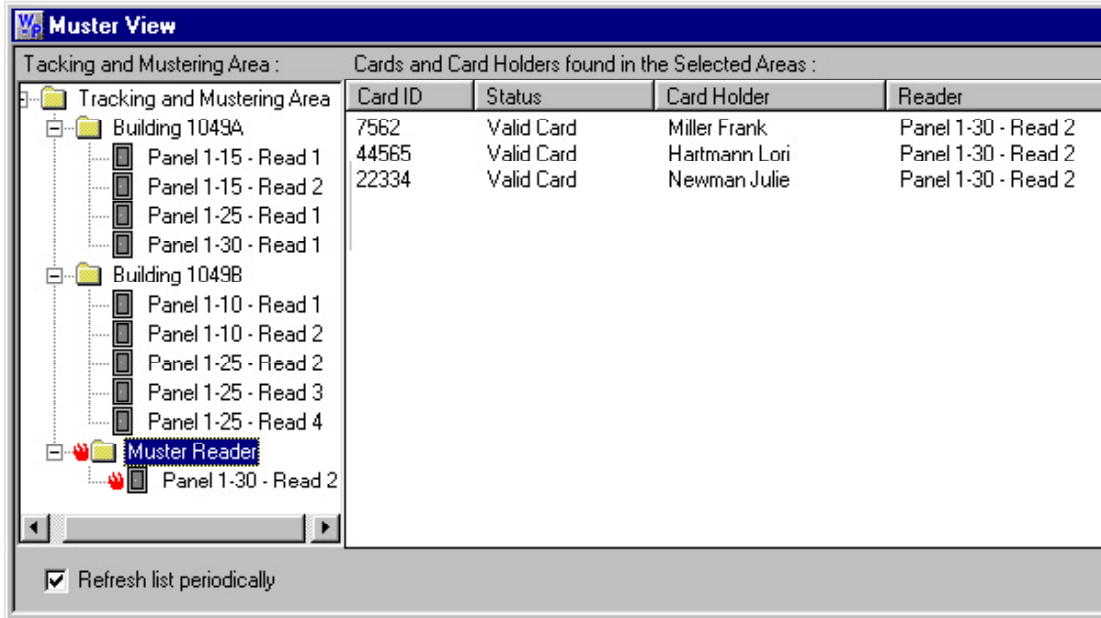 Muster View
Tacking and Mustering Area :
Tracking and Mustering Area
Building 1049A
Panel 1-15 - Read 1
Panel 1-15 - Read 2
Panel 1-25 - Read 1
Panel 1-30 - Read 1
Building 1049B
Panel 1-10 - Read 1
Panel 1-10 - Read 2
Panel 1-25 - Read 2
Panel 1-25 - Read 3
Panel 1-25 - Read 4
Muster Reader
Panel 1-30 - Read 2
Cards and Card Holders found in the Selected Areas :
Card ID Status Card Holder Reader
7562 Valid Card Miller Frank Panel 1-30 - Read 2
44565 Valid Card Hartmann Lori Panel 1-30 - Read 2
22334 Valid Card Newman Julie Panel 1-30 - Read 2
Refresh list periodically